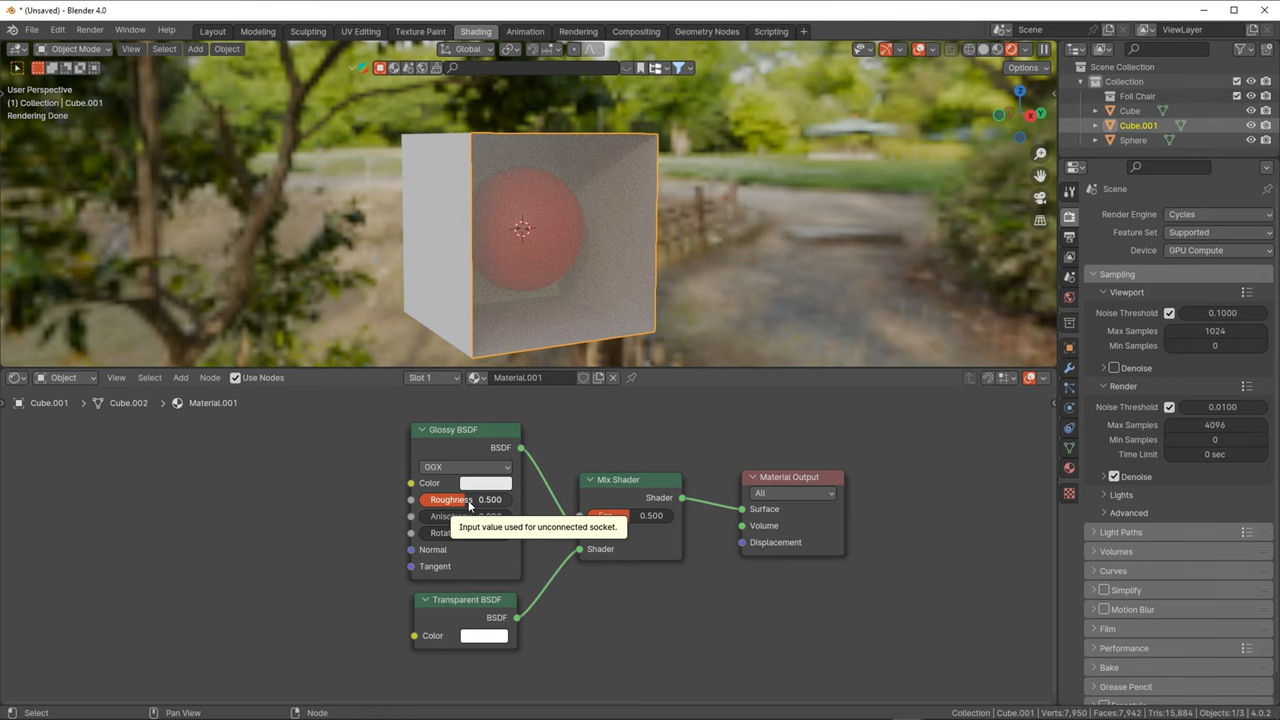 * (Unsaved) - Blender 4.0
File Edit Render Window Help Layout Modeling Sculpting UV Editing Texture Paint Shading Animation Rendering Compositing Geometry Nodes Scripting + Scene ViewLayer
Object Mode View Select Add Object Global
Options
User Perspective
(1) Collection | Cube.001
Rendering Done
X
Y
Z
Scene Collection
Collection
Foil Chair
Cube
Cube.001
Sphere
Scene
Render Engine Cycles
Feature Set Supported
Device GPU Compute
Sampling
Viewport
Noise Threshold 0.1000
Max Samples 1024
Min Samples 0
Denoise
Render
Noise Threshold 0.0100
Max Samples 4096
Min Samples 0
Time Limit 0 sec
Denoise
Lights
Advanced
Light Paths
Volumes
Curves
Simplify
Motion Blur
Film
Performance
Bake
Grease Pencil
Object View Select Add Node Use Nodes Slot 1 Material.001
Cube.001 > Cube.002 > Material.001
Glossy BSDF
BSDF
GGX
Color
Roughness 0.500
Normal
Tangent
Input value used for unconnected socket.
Transparent BSDF
BSDF
Color
Mix Shader
Shader
0.500
Shader
Material Output
All
Surface
Volume
Displacement
Select Pan View Node Collection | Cube.001 | Verts:7,950 | Faces:7,942 | Tris:15,884 | Objects:1/3 | 4.0.2